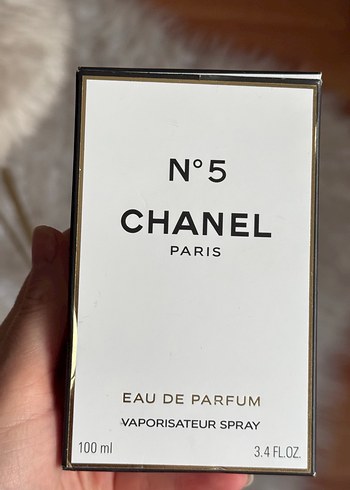 N°5
CHANEL
PARIS
EAU DE PARFUM
VAPORISATEUR SPRAY
100 ml 3.4 FL.OZ.